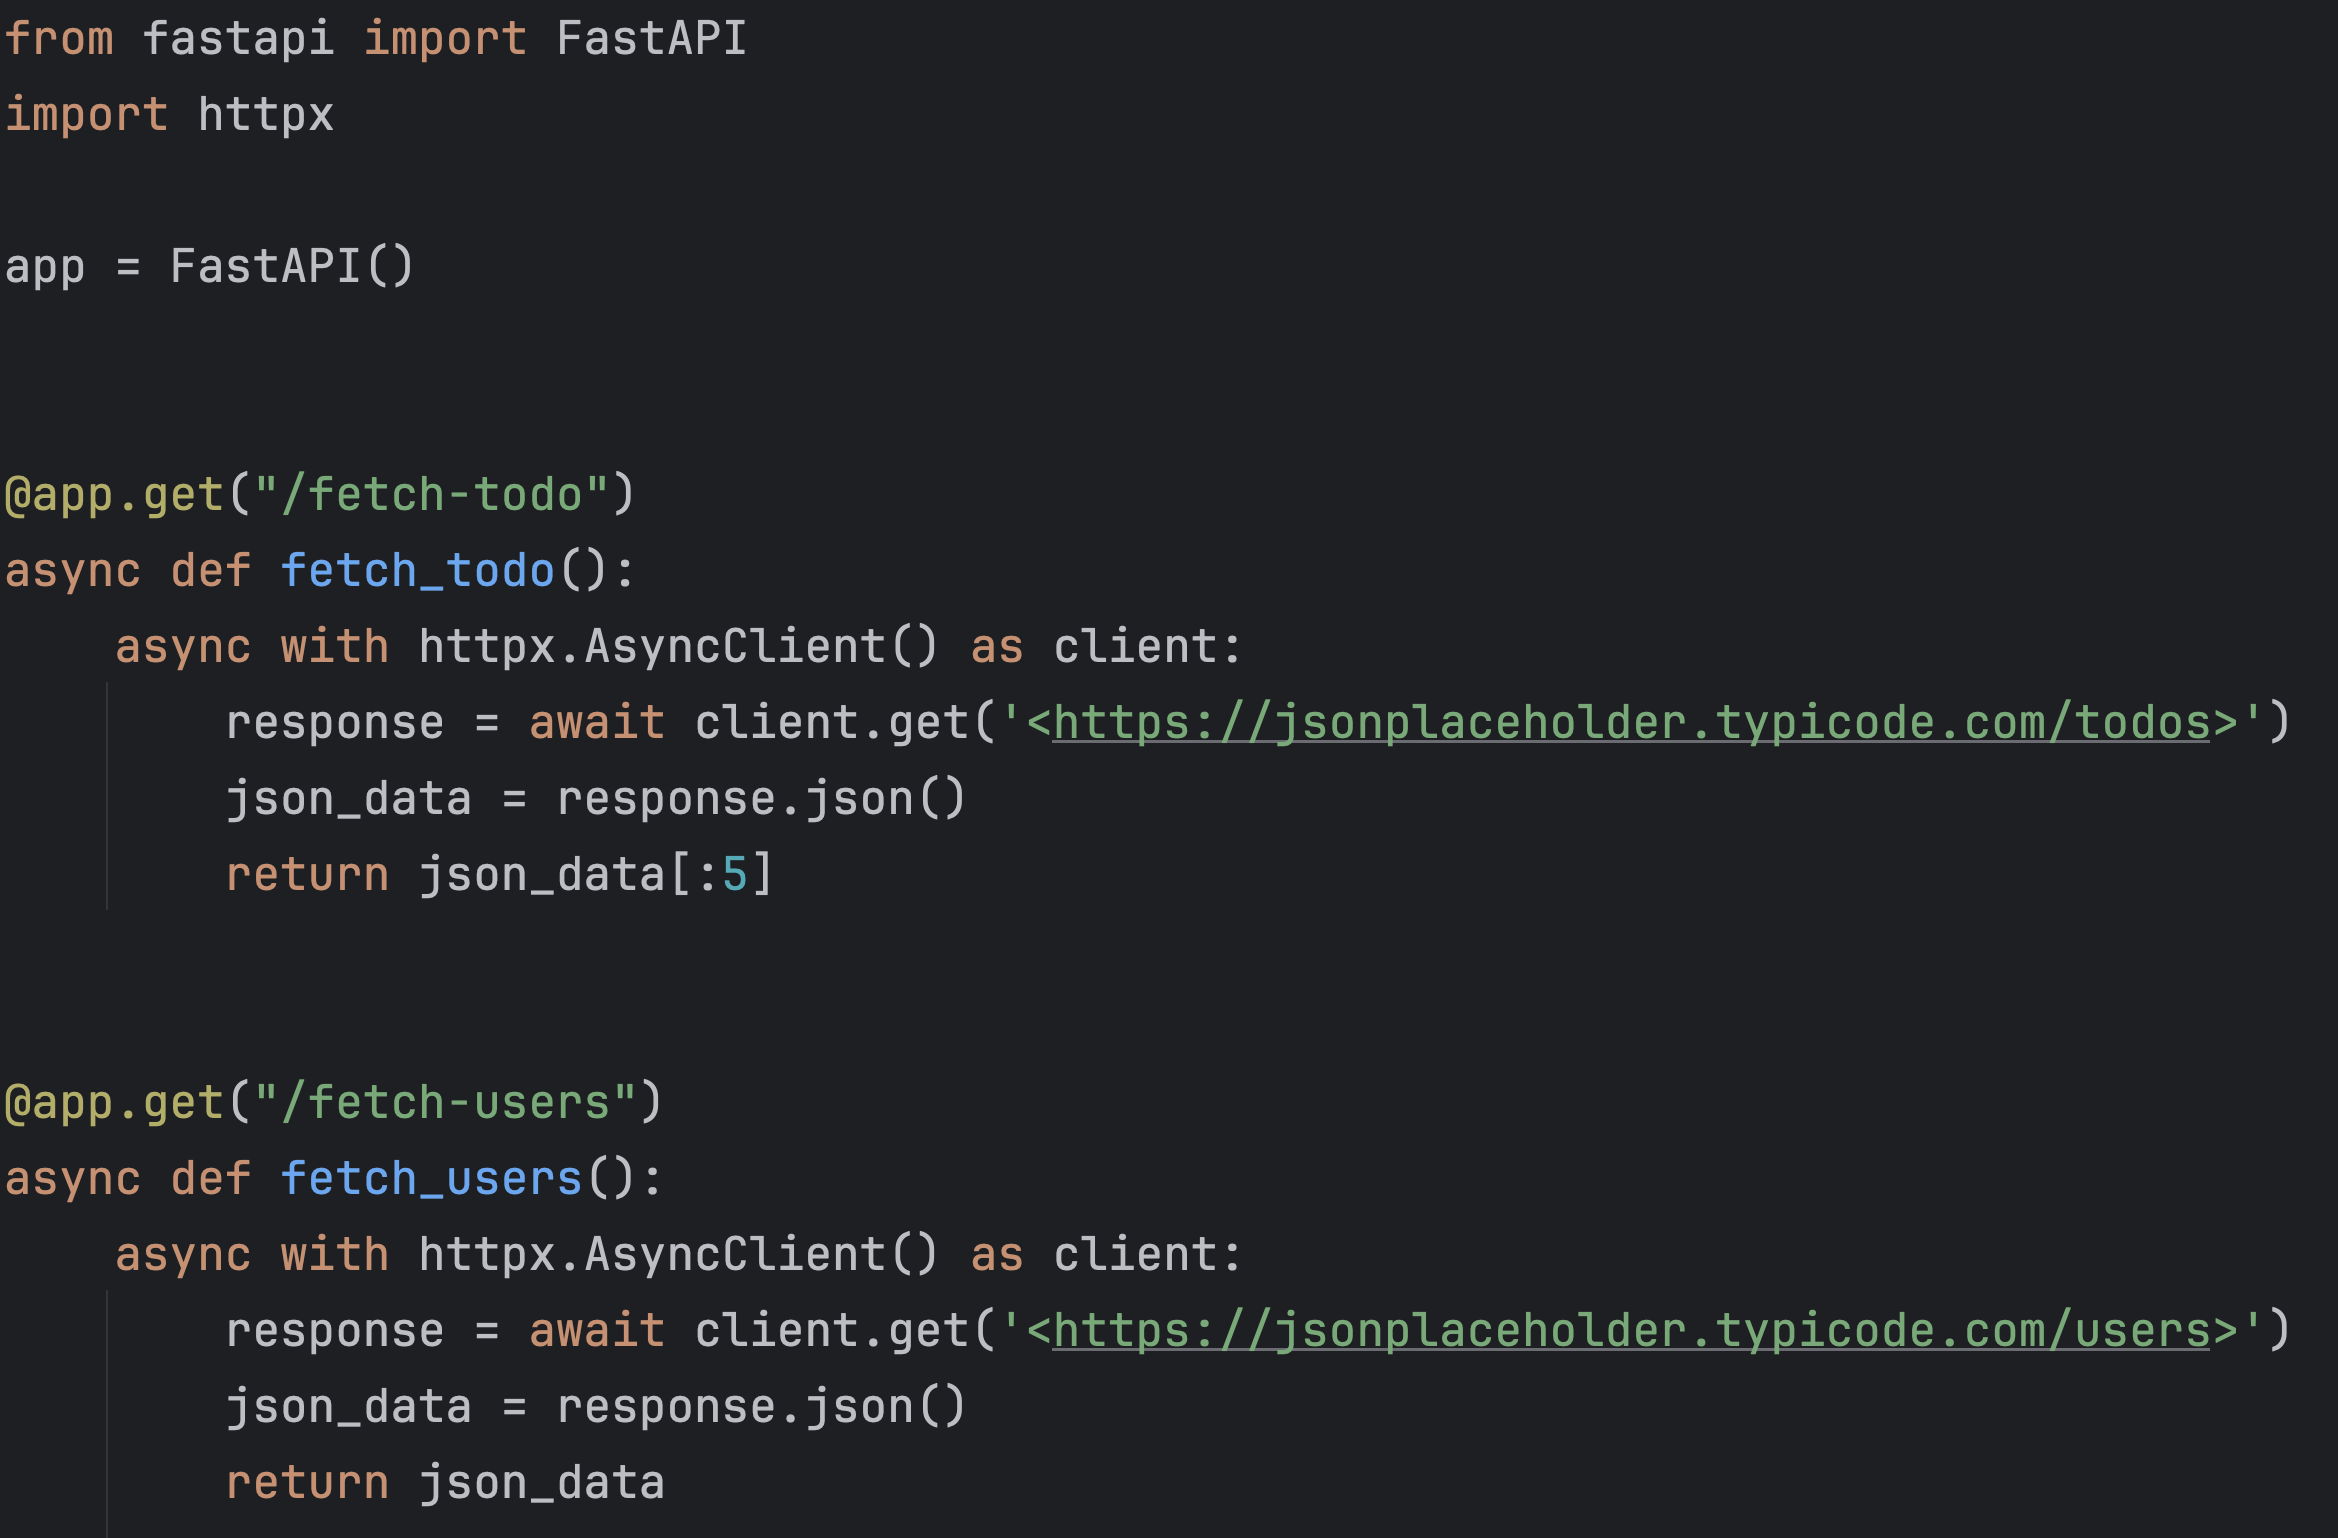 from fastapi import FastAPI
import httpx
app = FastAPI()
@app.get("/fetch-todo")
async def fetch_todo():
    async with httpx.AsyncClient() as client:
        response = await client.get('<https://jsonplaceholder.typicode.com/todos>')
        json_data = response.json()
        return json_data[:5]
@app.get("/fetch-users")
async def fetch_users():
    async with httpx.AsyncClient() as client:
        response = await client.get('<https://jsonplaceholder.typicode.com/users>')
        json_data = response.json()
        return json_data